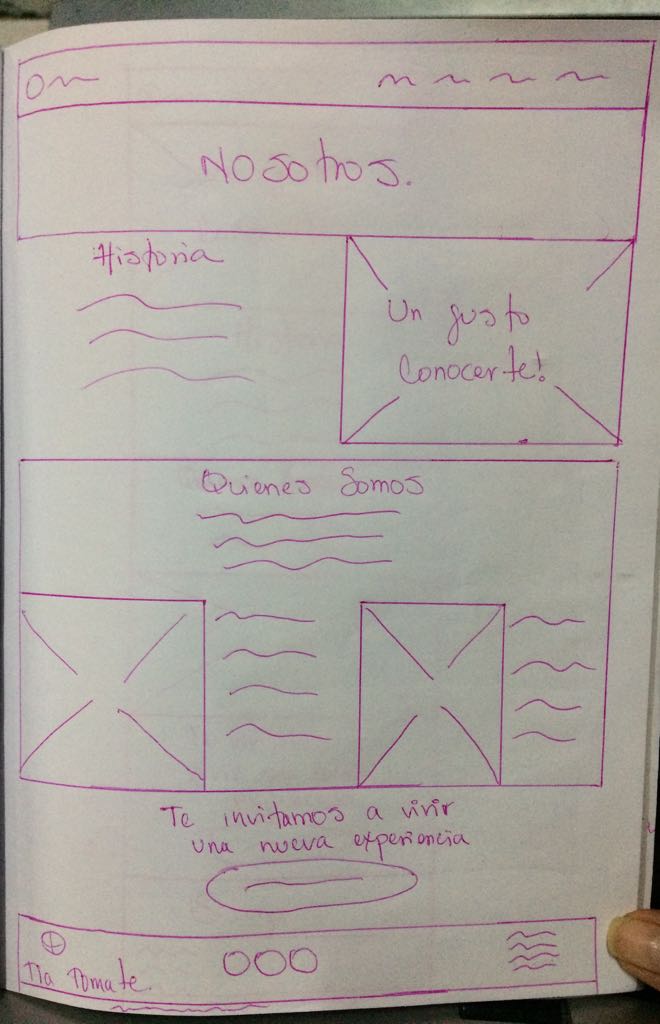 Nosotros.
Historia
Un gusto
Conocerte!
Quienes Somos
Te invitamos a vivir
una nueva experiencia
Tia Tomate.